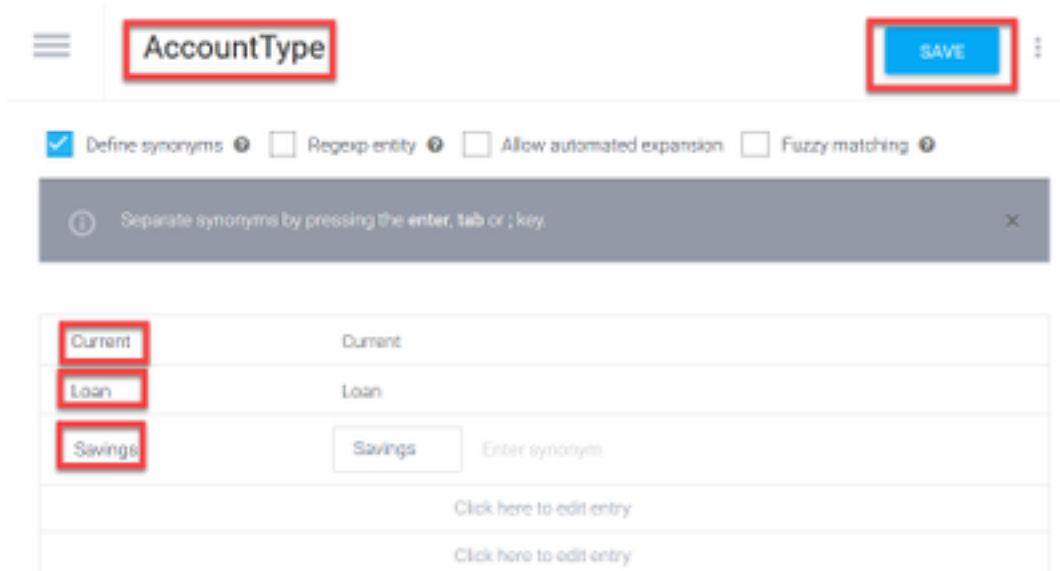 AccountType SAVE
Define synonyms Regexp entity Allow automated expansion Fuzzy matching
Separate synonyms by pressing the enter, tab or ; key.
Current Current
Loan Loan
Savings Savings Enter synonym
Click here to edit entry
Click here to edit entry